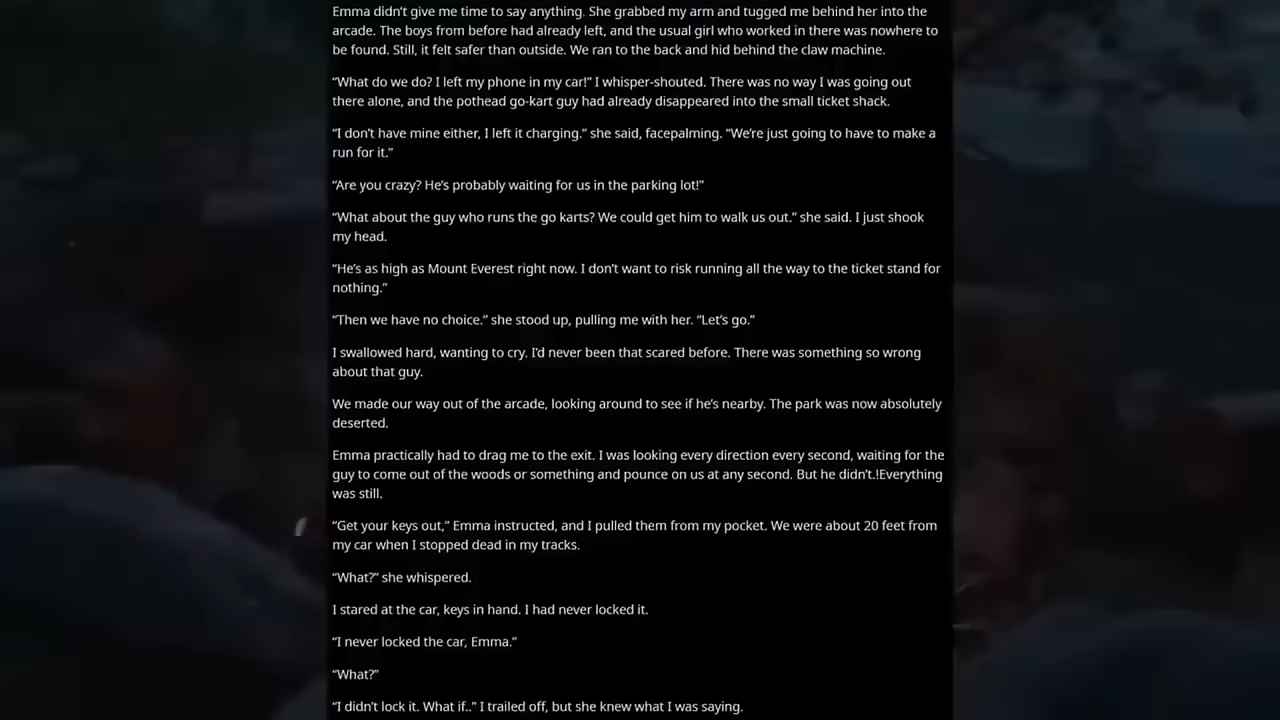 Emma didn’t give me time to say anything. She grabbed my arm and tugged me behind her into the
arcade. The boys from before had already left, and the usual girl who worked in there was nowhere to
be found. Still, it felt safer than outside. We ran to the back and hid behind the claw machine.
“What do we do? I left my phone in my car!” I whisper-shouted. There was no way I was going out
there alone, and the pothead go-kart guy had already disappeared into the small ticket shack.
“I don’t have mine either, I left it charging.” she said, facepalming. “We’re just going to have to make a
run for it.”
“Are you crazy? He’s probably waiting for us in the parking lot!”
“What about the guy who runs the go karts? We could get him to walk us out.” she said. I just shook
my head.
“He’s as high as Mount Everest right now. I don’t want to risk running all the way to the ticket stand for
nothing.”
“Then we have no choice.” she stood up, pulling me with her. “Let’s go.”
I swallowed hard, wanting to cry. I’d never been that scared before. There was something so wrong
about that guy.
We made our way out of the arcade, looking around to see if he’s nearby. The park was now absolutely
deserted.
Emma practically had to drag me to the exit. I was looking every direction every second, waiting for the
guy to come out of the woods or something and pounce on us at any second. But he didn’t.!Everything
was still.
“Get your keys out,” Emma instructed, and I pulled them from my pocket. We were about 20 feet from
my car when I stopped dead in my tracks.
“What?” she whispered.
I stared at the car, keys in hand. I had never locked it.
“I never locked the car, Emma.”
“What?”
“I didn’t lock it. What if..” I trailed off, but she knew what I was saying.